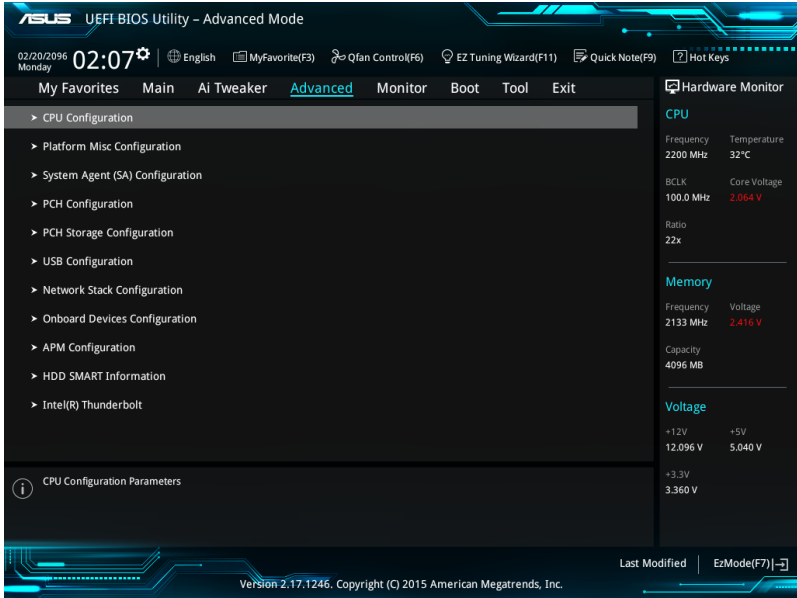 ASUS UEFI BIOS Utility – Advanced Mode
02/20/2096
Monday
02:07
English
MyFavorite(F3)
Qfan Control(F6)
EZ Tuning Wizard(F11)
Quick Note(F9)
? Hot Keys
My Favorites Main Ai Tweaker Advanced Monitor Boot Tool Exit
CPU Configuration
Platform Misc Configuration
System Agent (SA) Configuration
PCH Configuration
PCH Storage Configuration
USB Configuration
Network Stack Configuration
Onboard Devices Configuration
APM Configuration
HDD SMART Information
Intel(R) Thunderbolt
CPU Configuration Parameters
Hardware Monitor
CPU
Frequency Temperature
2200 MHz 32°C
BCLK Core Voltage
100.0 MHz 2.064 V
Ratio
22x
Memory
Frequency Voltage
2133 MHz 2.416 V
Capacity
4096 MB
Voltage
+12V +5V
12.096 V 5.040 V
+3.3V
3.360 V
Last Modified
EzMode(F7)
Version 2.17.1246. Copyright (C) 2015 American Megatrends, Inc.